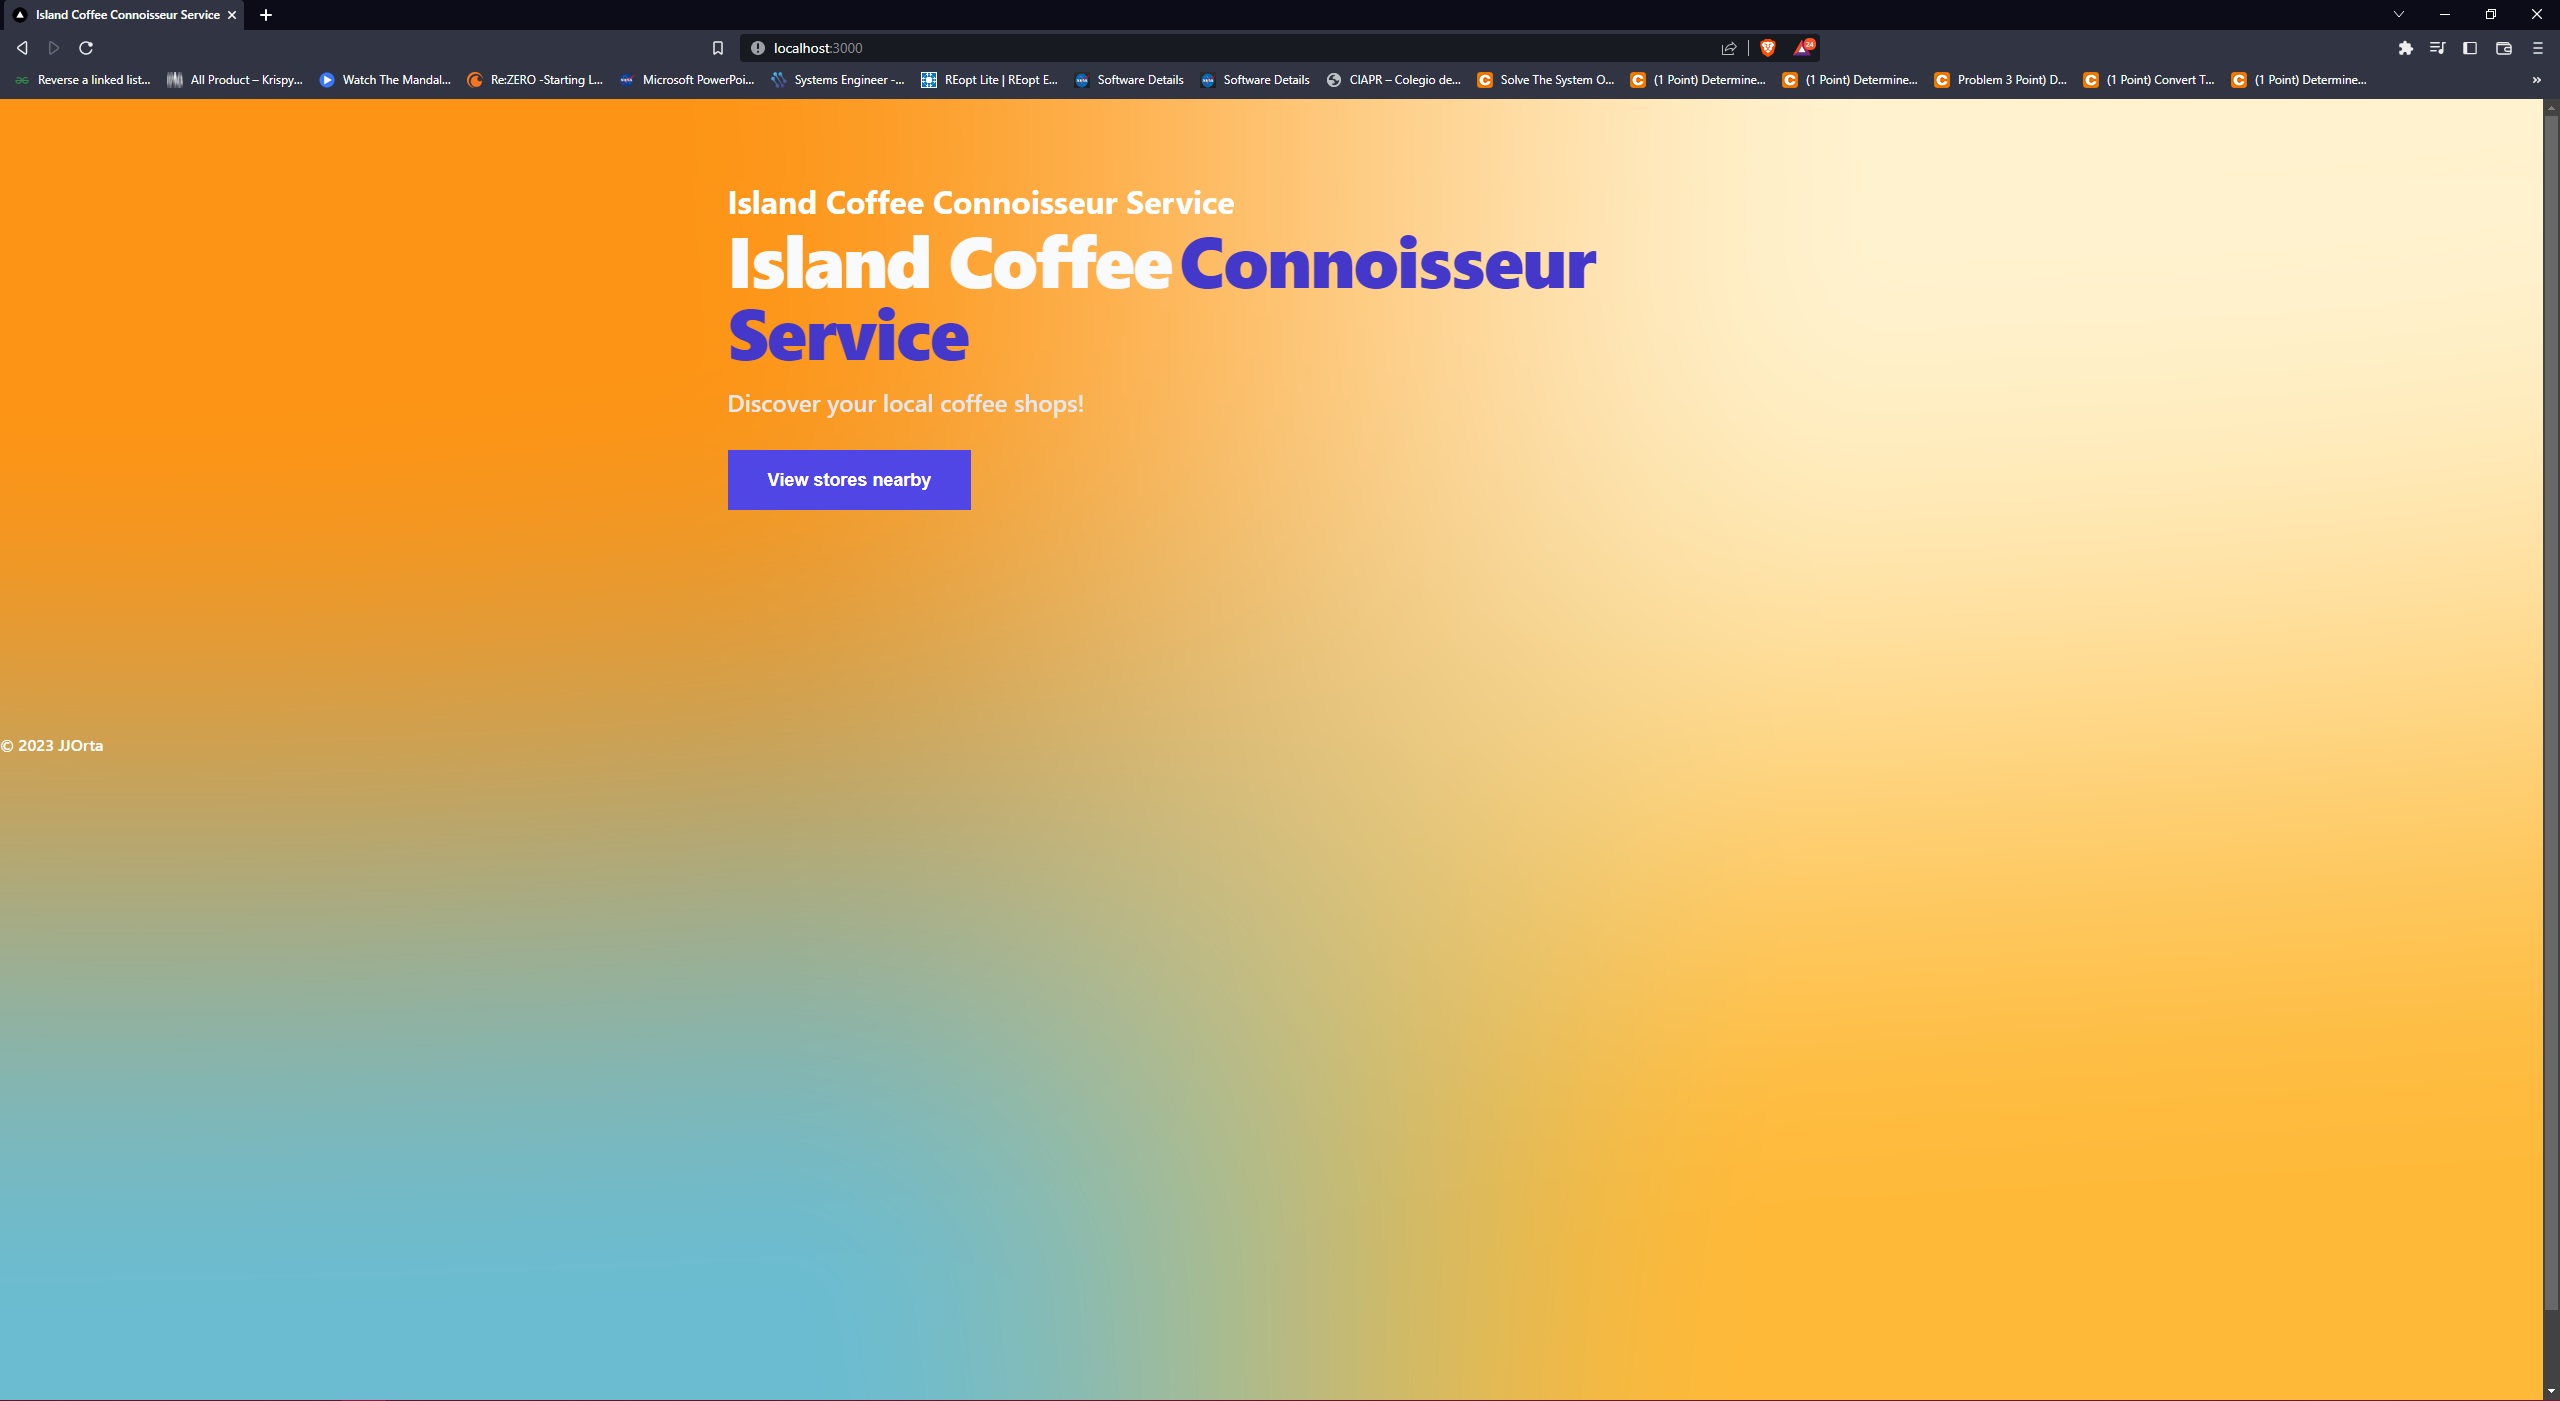 Island Coffee Connoisseur Service
localhost:3000
24
Reverse a linked list... All Product – Krispy... Watch The Mandal... Re:ZERO -Starting L... Microsoft PowerPoi... Systems Engineer -... REopt Lite | REopt E... Software Details Software Details CIAPR – Colegio de... Solve The System O... (1 Point) Determine... (1 Point) Determine... Problem 3 Point) D... (1 Point) Convert T... (1 Point) Determine... »
Island Coffee Connoisseur Service
Island Coffee Connoisseur
Service
Discover your local coffee shops!
View stores nearby
© 2023 JJOrta